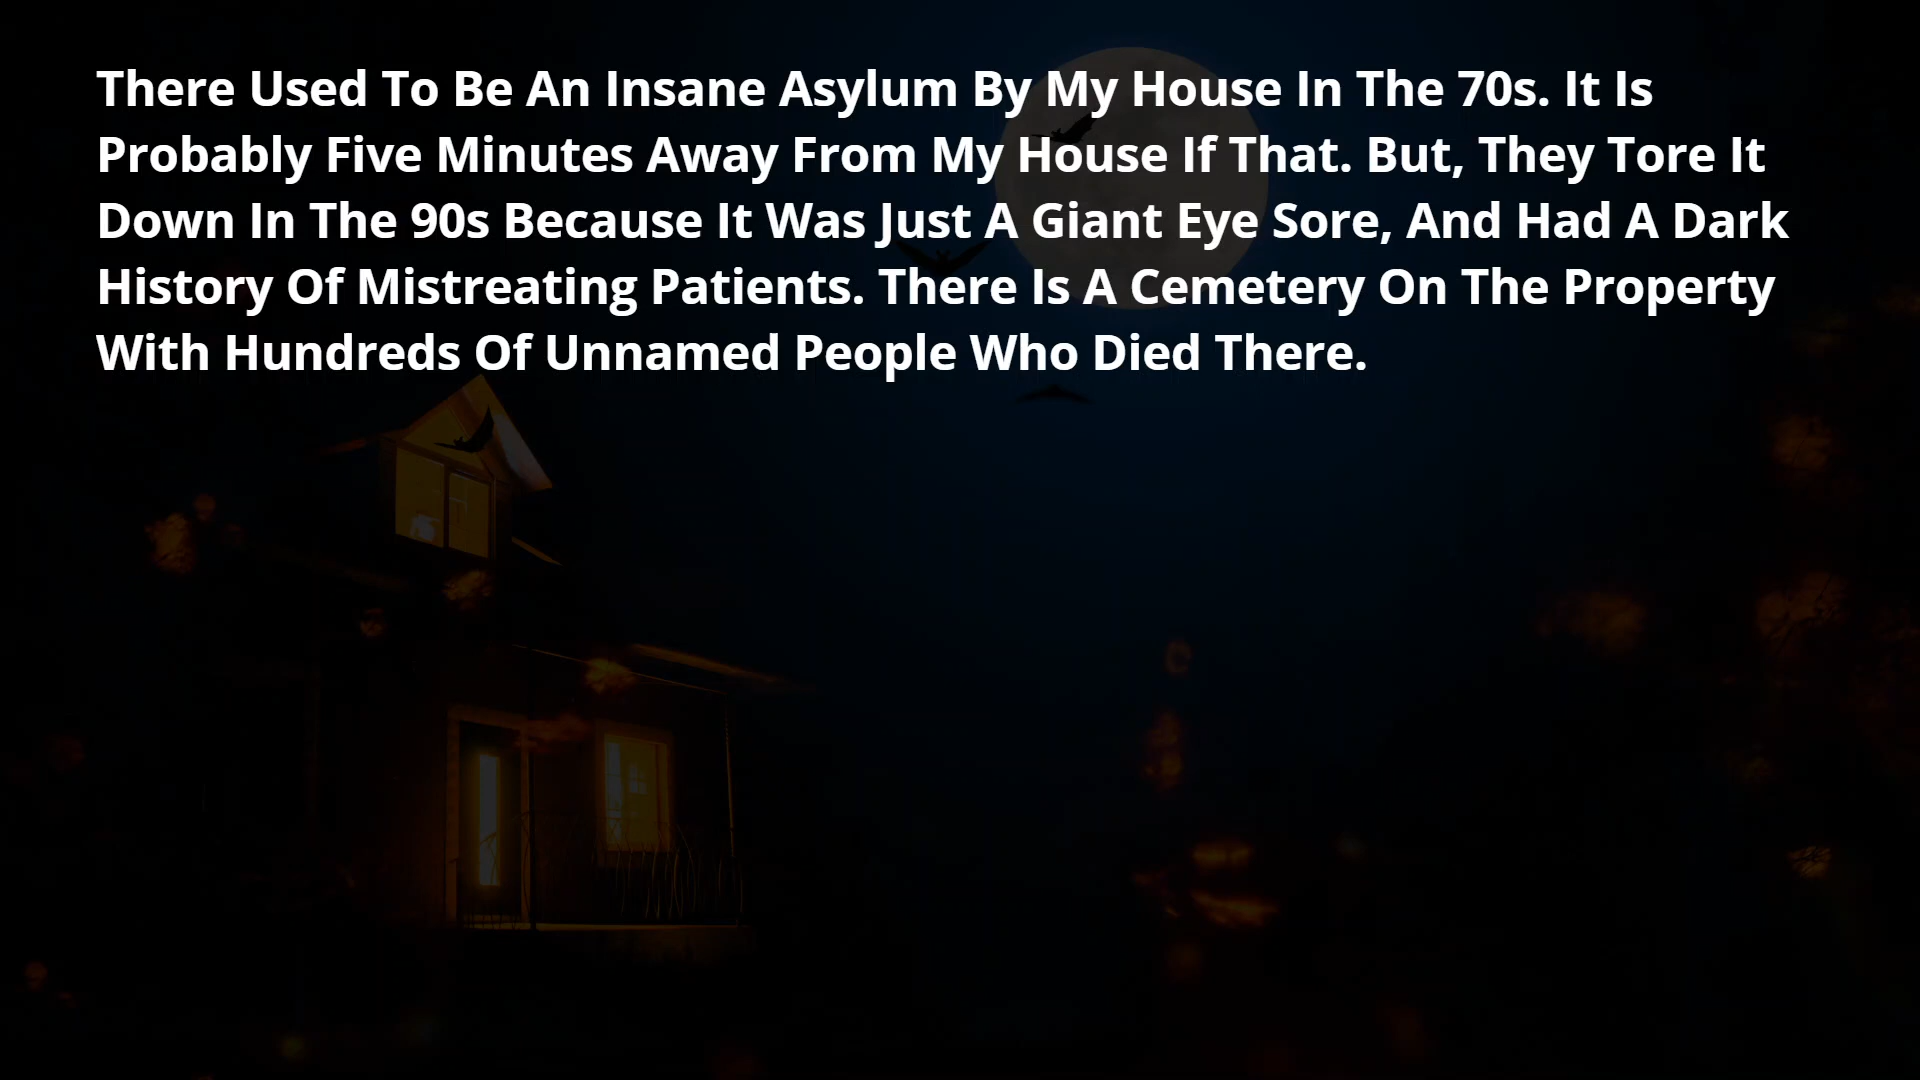 There Used To Be An Insane Asylum By My House In The 70s. It Is
Probably Five Minutes Away From My House If That. But, They Tore It
Down In The 90s Because It Was Just A Giant Eye Sore, And Had A Dark
History Of Mistreating Patients. There Is A Cemetery On The Property
With Hundreds Of Unnamed People Who Died There.